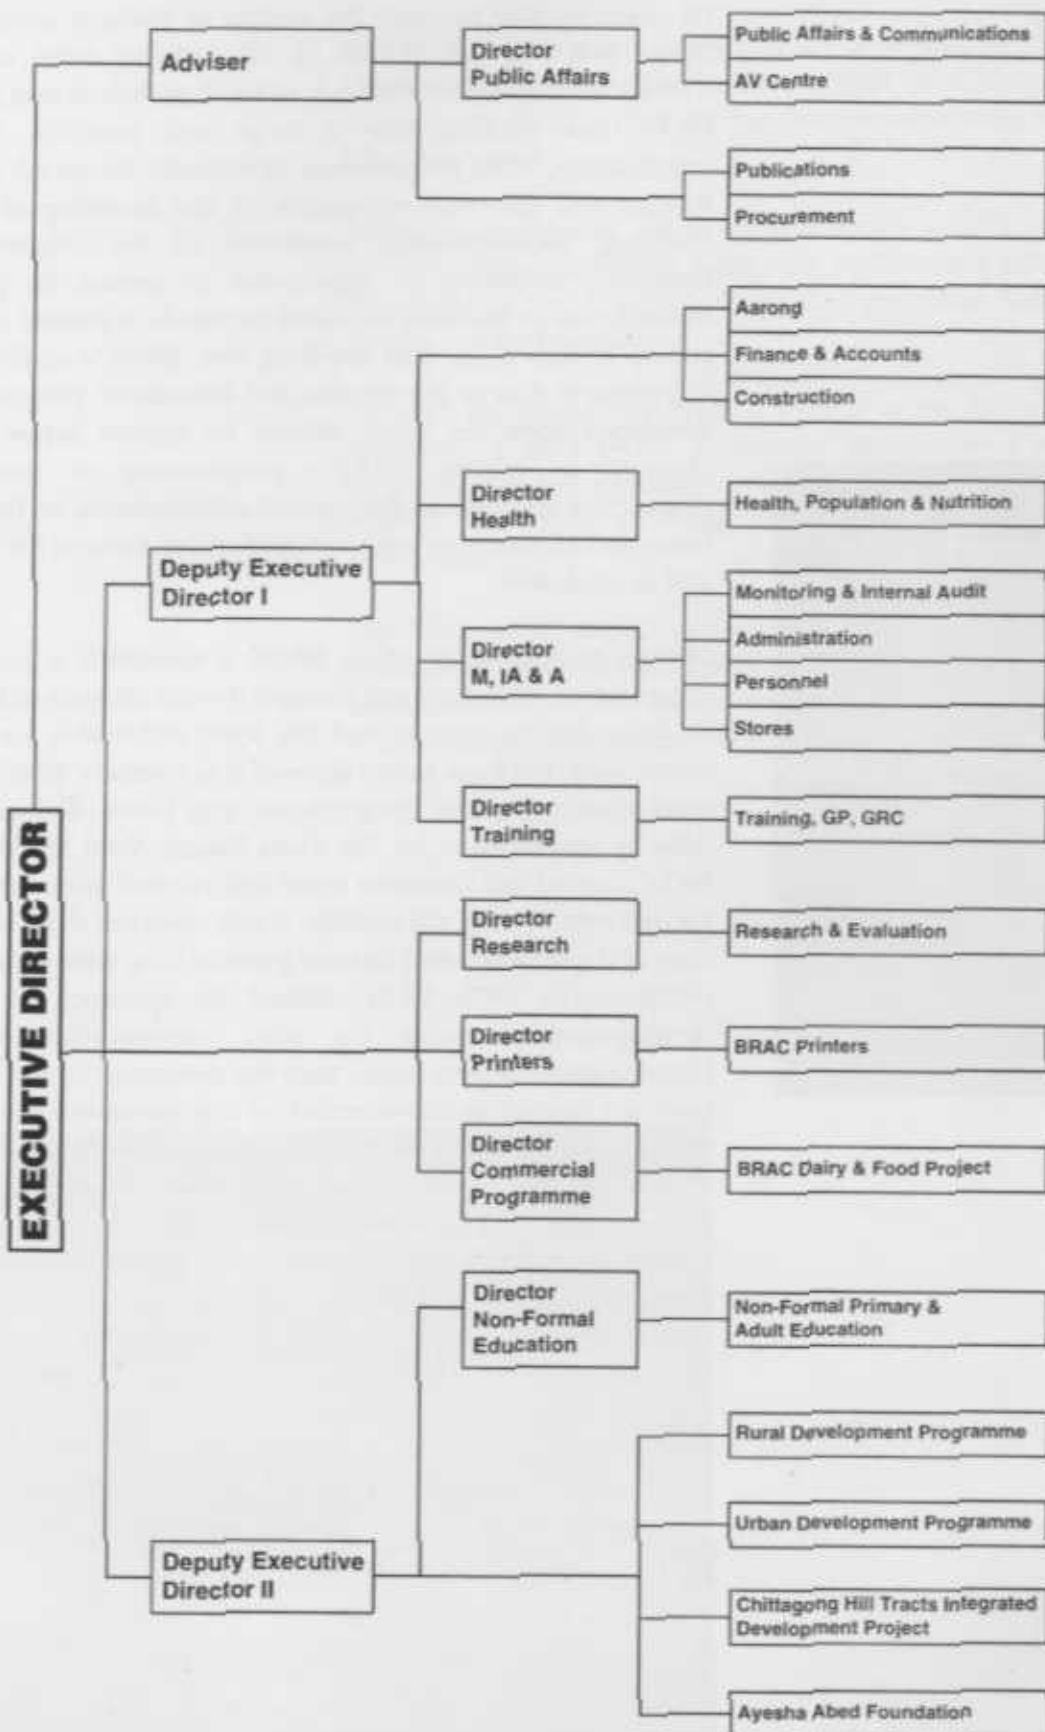 EXECUTIVE DIRECTOR
Adviser
Director
Public Affairs
Public Affairs & Communications
AV Centre
Publications
Procurement
Deputy Executive
Director I
Aarong
Finance & Accounts
Construction
Director
Health
Health, Population & Nutrition
Director
M, IA & A
Monitoring & Internal Audit
Administration
Personnel
Stores
Director
Training
Training, GP, GRC
Director
Research
Research & Evaluation
Director
Printers
BRAC Printers
Director
Commercial
Programme
BRAC Dairy & Food Project
Deputy Executive
Director II
Director
Non-Formal
Education
Non-Formal Primary &
Adult Education
Rural Development Programme
Urban Development Programme
Chittagong Hill Tracts Integrated
Development Project
Ayesha Abed Foundation